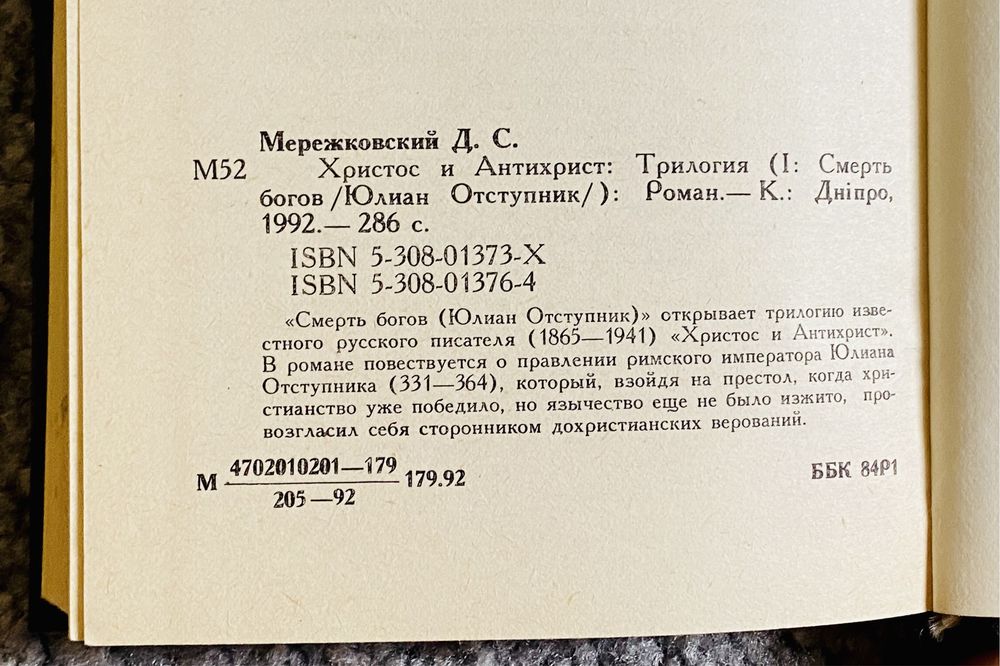 Мережковский Д. С.
М52 Христос и Антихрист: Трилогия (I: Смерть
богов /Юлиан Отступник/): Роман.— К.: Дніпро,
1992.— 286 с.
ISBN 5-308-01373-X
ISBN 5-308-01376-4
«Смерть богов (Юлиан Отступник)» открывает трилогию изве-
стного русского писателя (1865—1941) «Христос и Антихрист».
В романе повествуется о правлении римского императора Юлиана
Отступника (331—364), который, взойдя на престол, когда хри-
стианство уже победило, но язычество еще не было изжито, про-
возгласил себя сторонником дохристианских верований.
4702010201—179
М 179.92 ББК 84Р1
205—92